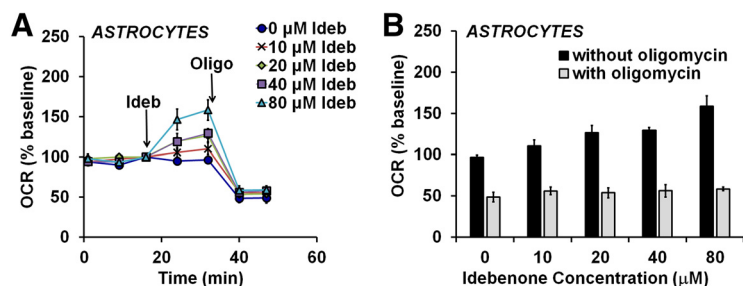 A
ASTROCYTES
0 µM Ideb
10 µM Ideb
20 µM Ideb
40 µM Ideb
80 µM Ideb
Oligo
Ideb
OCR (% baseline)
250
200
150
100
50
0
0
20
40
60
Time (min)
B
ASTROCYTES
without oligomycin
with oligomycin
OCR (% baseline)
250
200
150
100
50
0
0
10
20
40
80
Idebenone Concentration (µM)